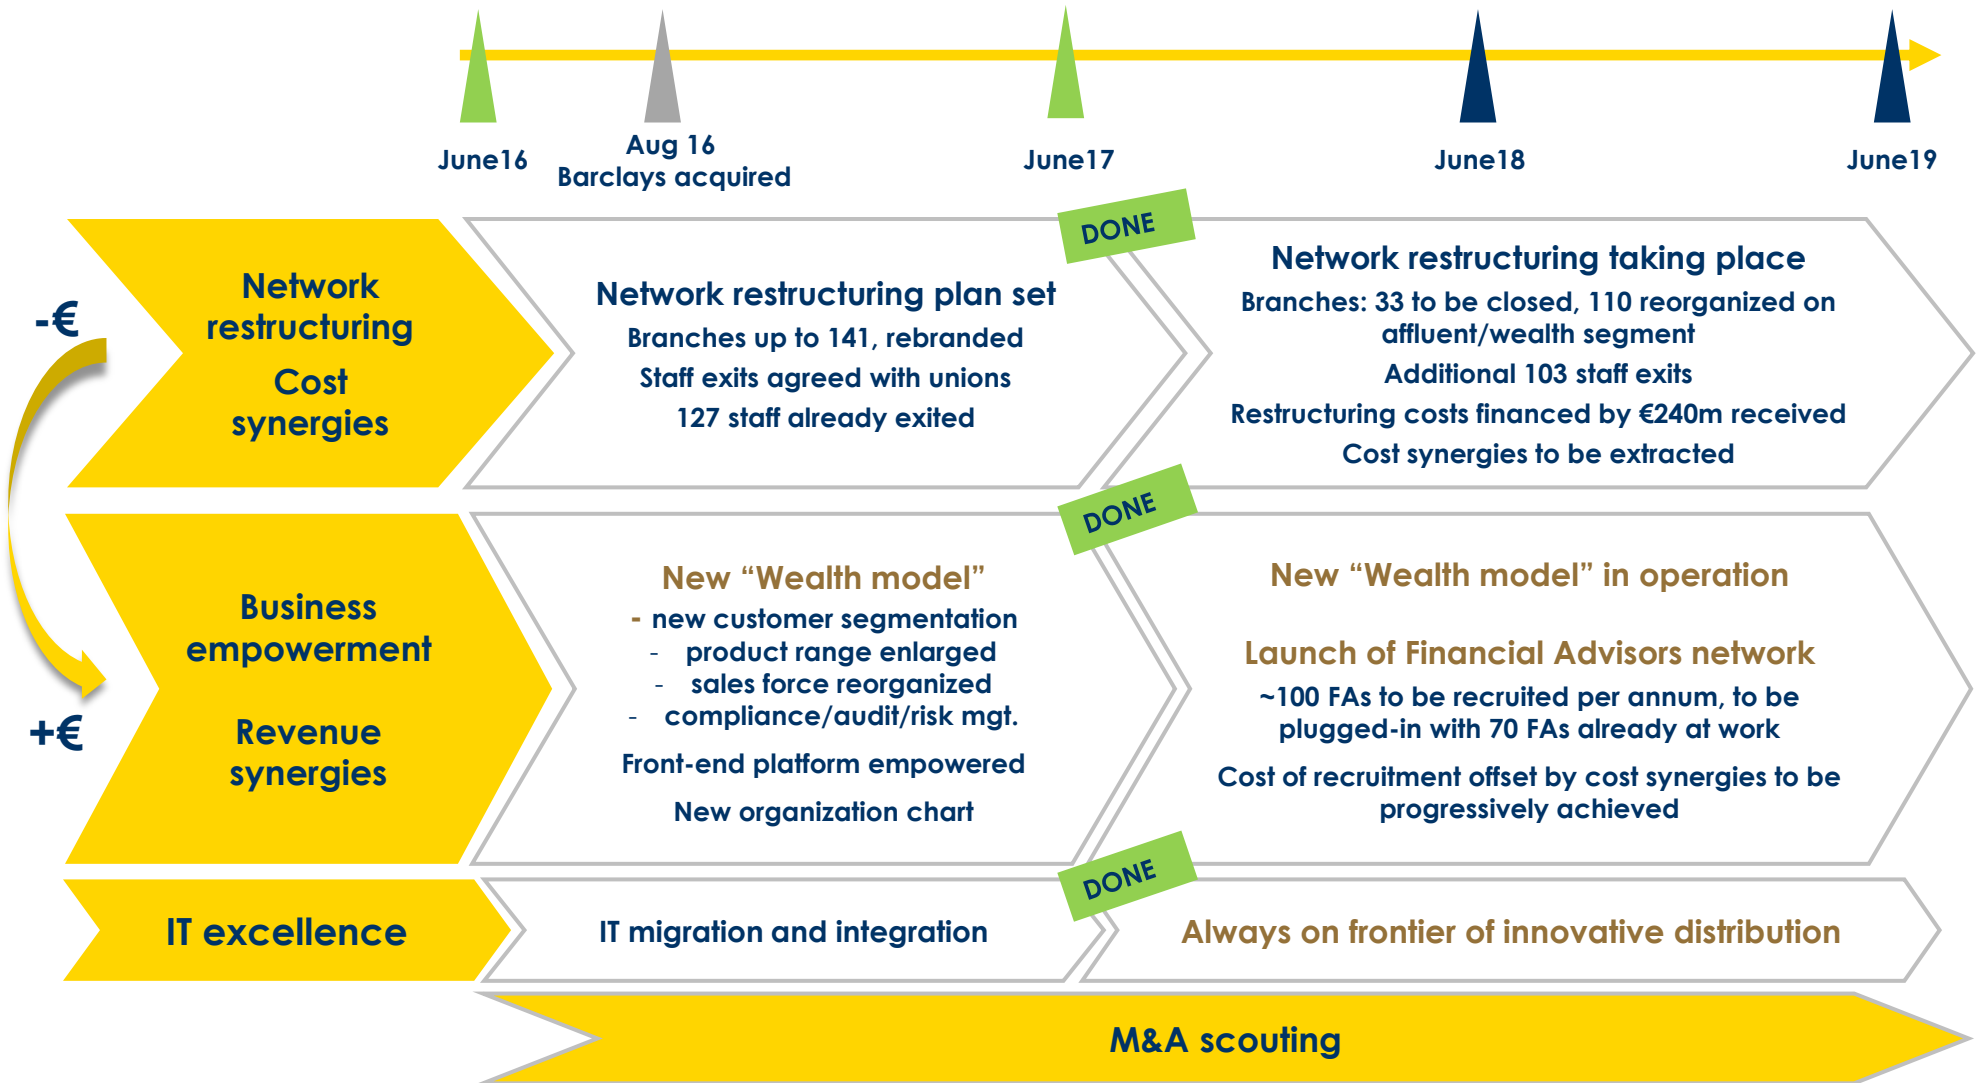 June16
Aug 16
Barclays acquired
June17
June18
June19
-€
+€
Network
restructuring
Cost
synergies
Network restructuring plan set
Branches up to 141, rebranded
Staff exits agreed with unions
127 staff already exited
DONE
Network restructuring taking place
Branches: 33 to be closed, 110 reorganized on
affluent/wealth segment
Additional 103 staff exits
Restructuring costs financed by €240m received
Cost synergies to be extracted
Business
empowerment
Revenue
synergies
New “Wealth model”
- new customer segmentation
- product range enlarged
- sales force reorganized
- compliance/audit/risk mgt.
Front-end platform empowered
New organization chart
DONE
New “Wealth model” in operation
Launch of Financial Advisors network
~100 FAs to be recruited per annum, to be
plugged-in with 70 FAs already at work
Cost of recruitment offset by cost synergies to be
progressively achieved
IT excellence
IT migration and integration
DONE
Always on frontier of innovative distribution
M&A scouting